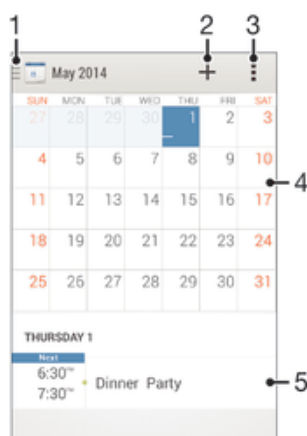 1
2
3
May 2014
SUN MON TUE WED THU FRI SAT
27 28 29 30 1 2 3
4 5 6 7 8 9 10
4
11 12 13 14 15 16 17
18 19 20 21 22 23 24
25 26 27 28 29 30 31
THURSDAY 1
Next
6:30PM
7:30PM
Dinner Party
5